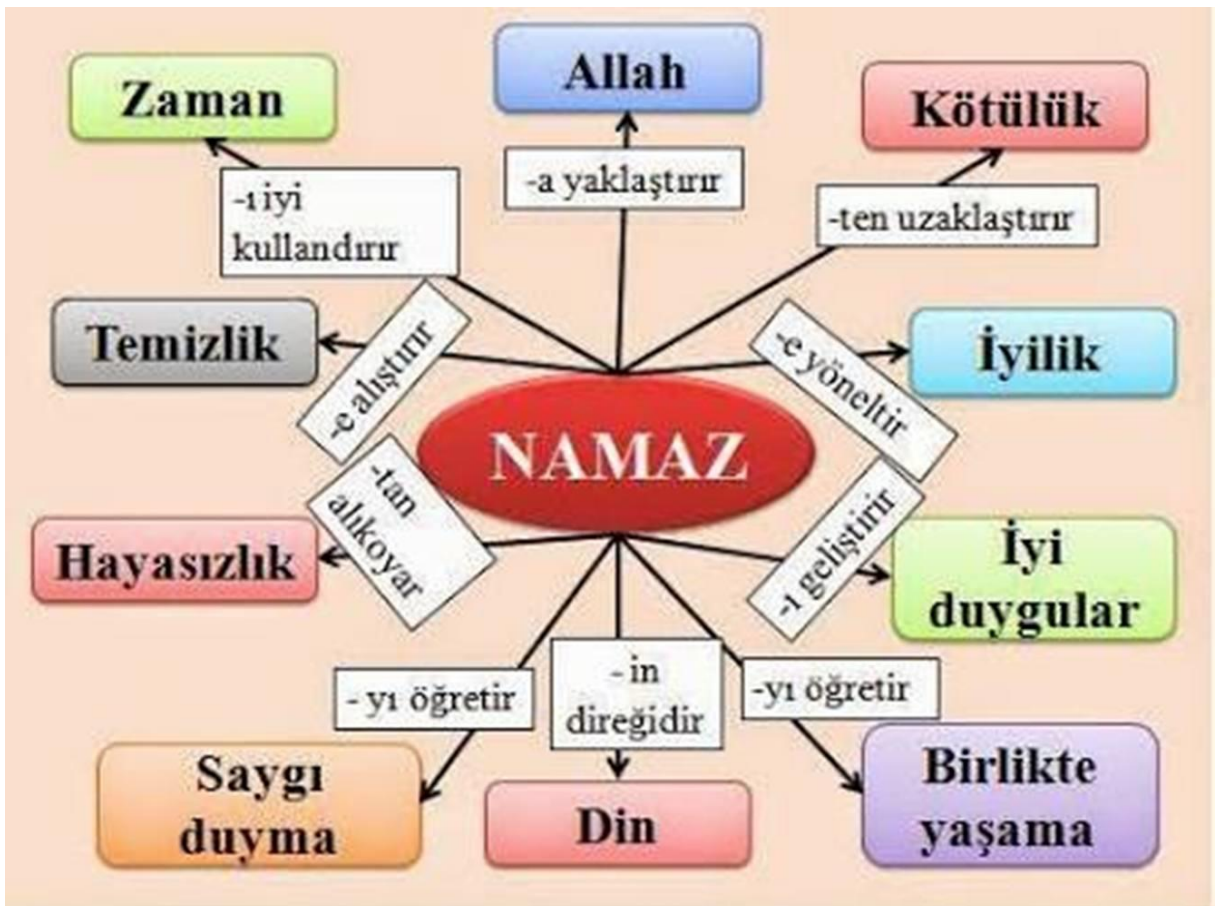 Zaman
Allah
Kötülük
-ı iyi
kullandırır
-a yaklaştırır
-ten uzaklaştırır
Temizlik
-e alıştırır
-e yöneltir
İyilik
NAMAZ
Hayasızlık
-tan
alıkoyar
-ı geliştirir
İyi
duygular
- yı öğretir
- in
direğidir
-yı öğretir
Saygı
duyma
Din
Birlikte
yaşama